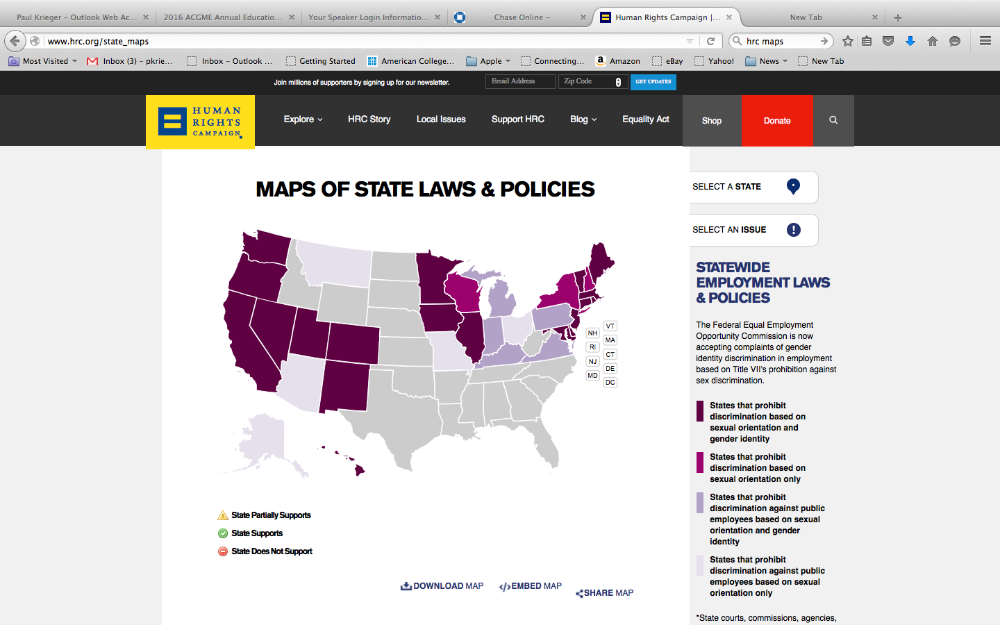 Paul Krieger – Outlook Web Ac...
2016 ACGME Annual Educatio...
Your Speaker Login Informatio...
Chase Online –
Human Rights Campaign |...
New Tab
www.hrc.org/state_maps
hrc maps
Most Visited
Inbox (3) – pkrie...
Inbox – Outlook ...
Getting Started
American College...
Apple
Connecting...
Amazon
eBay
Yahoo!
News
New Tab
Join millions of supporters by signing up for our newsletter.
Email Address
Zip Code
GET UPDATES
HUMAN
RIGHTS
CAMPAIGN
Explore
HRC Story
Local Issues
Support HRC
Blog
Equality Act
Shop
Donate
MAPS OF STATE LAWS & POLICIES
SELECT A STATE
SELECT AN ISSUE
STATEWIDE
EMPLOYMENT LAWS
& POLICIES
The Federal Equal Employment
Opportunity Commission is now
accepting complaints of gender
identity discrimination in employment
based on Title VII's prohibition against
sex discrimination.
VT
NH
MA
RI
CT
NJ
DE
MD
DC
States that prohibit
discrimination based on
sexual orientation and
gender identity
States that prohibit
discrimination based on
sexual orientation only
States that prohibit
discrimination against public
employees based on sexual
orientation and gender
identity
States that prohibit
discrimination against public
employees based on sexual
orientation only
*State courts, commissions, agencies,
State Partially Supports
State Supports
State Does Not Support
DOWNLOAD MAP
EMBED MAP
SHARE MAP